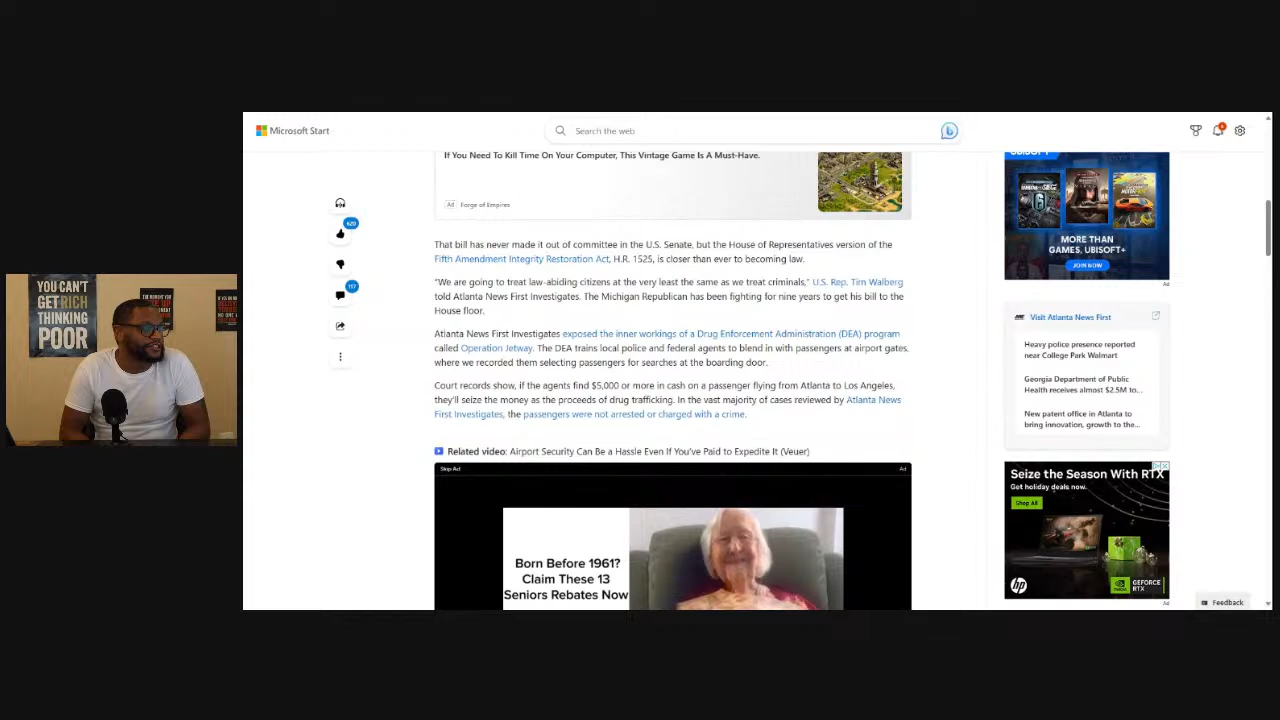 YOU CAN'T
GET RICH
THINKING
POOR
Microsoft Start
Search the web
If You Need To Kill Time On Your Computer, This Vintage Game Is A Must-Have.
Ad Forge of Empires
620
117
That bill has never made it out of committee in the U.S. Senate, but the House of Representatives version of the
Fifth Amendment Integrity Restoration Act, H.R. 1525, is closer than ever to becoming law.
“We are going to treat law-abiding citizens at the very least the same as we treat criminals,” U.S. Rep. Tim Walberg
told Atlanta News First Investigates. The Michigan Republican has been fighting for nine years to get his bill to the
House floor.
Atlanta News First Investigates exposed the inner workings of a Drug Enforcement Administration (DEA) program
called Operation Jetway. The DEA trains local police and federal agents to blend in with passengers at airport gates,
where we recorded them selecting passengers for searches at the boarding door.
Court records show, if the agents find $5,000 or more in cash on a passenger flying from Atlanta to Los Angeles,
they’ll seize the money as the proceeds of drug trafficking. In the vast majority of cases reviewed by Atlanta News
First Investigates, the passengers were not arrested or charged with a crime.
Related video: Airport Security Can Be a Hassle Even If You’ve Paid to Expedite It (Veuer)
Skip Ad
Ad
Born Before 1961?
Claim These 13
Seniors Rebates Now
UBISOFT
MORE THAN
GAMES, UBISOFT+
JOIN NOW
Ad
Visit Atlanta News First
Heavy police presence reported
near College Park Walmart
Georgia Department of Public
Health receives almost $2.5M to...
New patent office in Atlanta to
bring innovation, growth to the...
Seize the Season With RTX
Get holiday deals now.
Shop All
hp
GEFORCE
RTX
Ad
Feedback